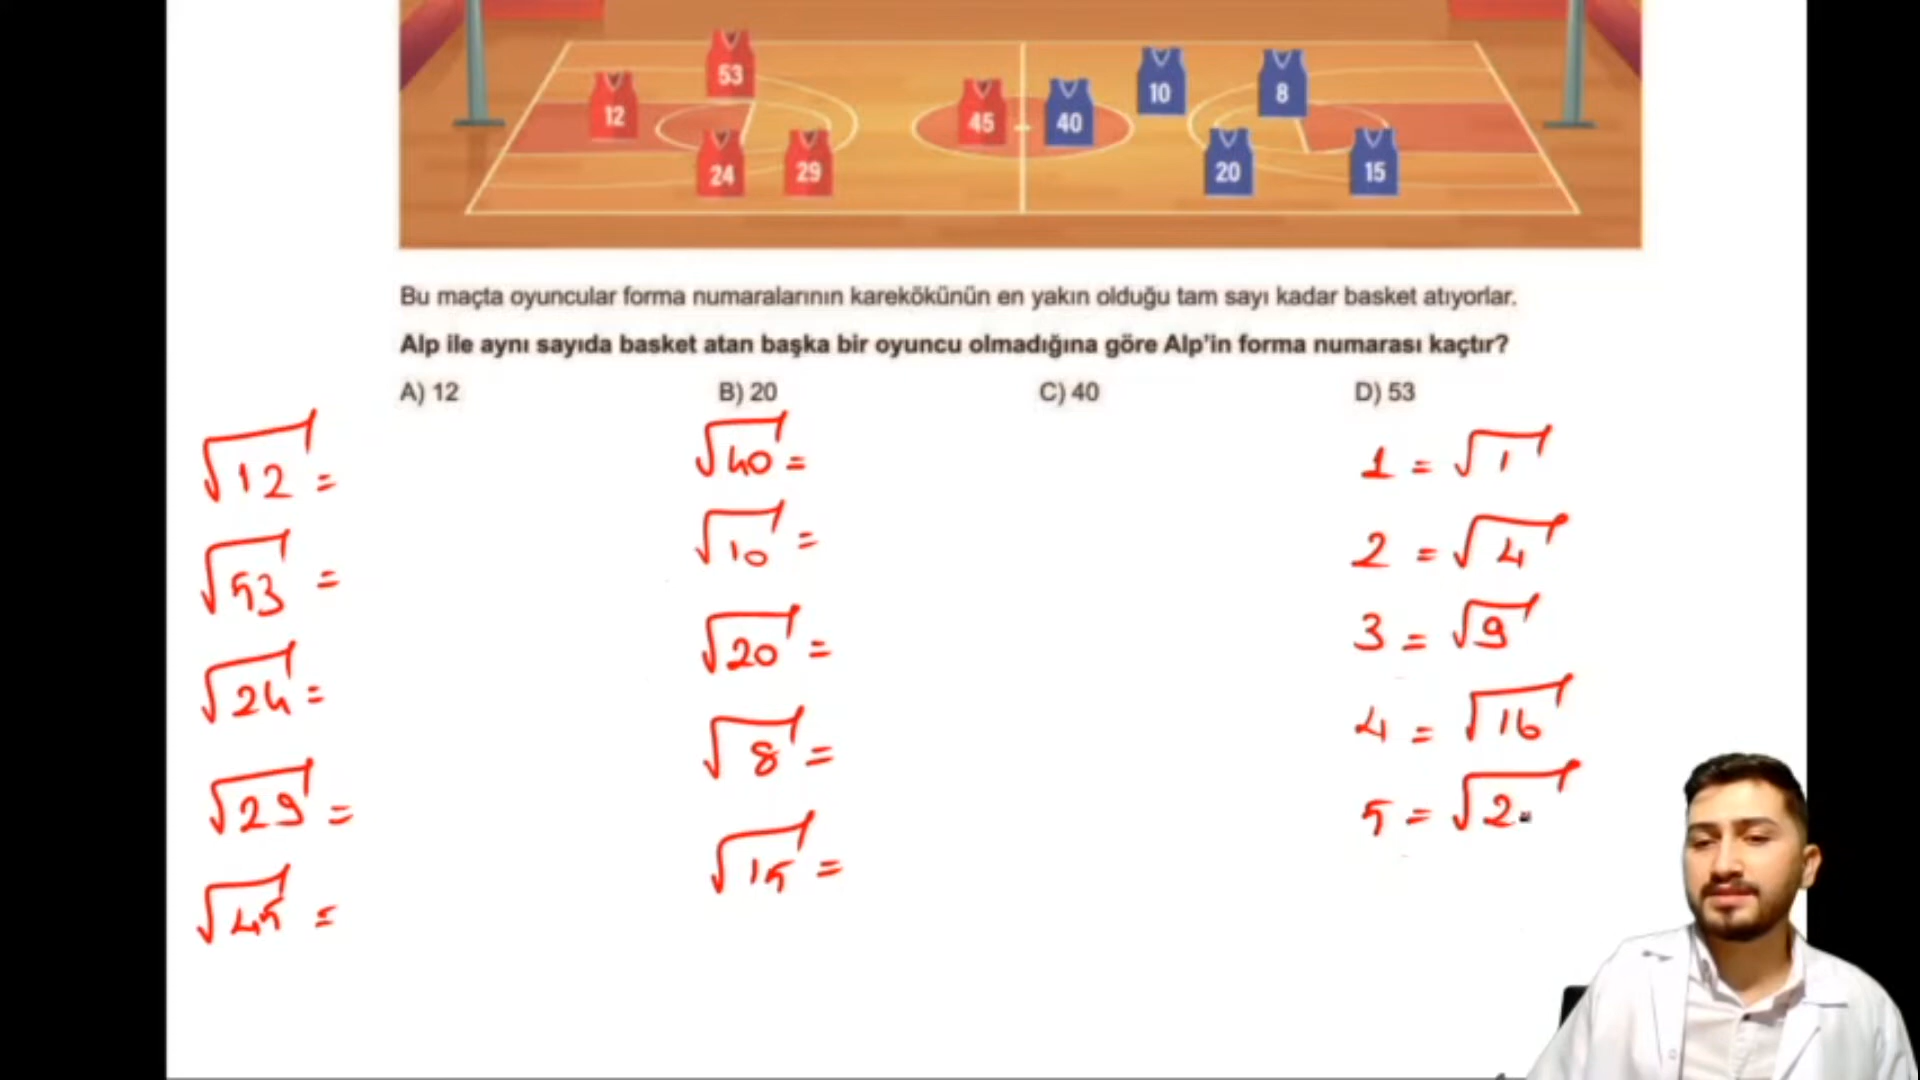 53
12
24
29
45
40
10
8
20
15
Bu maçta oyuncular forma numaralarının karekökünün en yakın olduğu tam sayı kadar basket atıyorlar.
Alp ile aynı sayıda basket atan başka bir oyuncu olmadığına göre Alp'in forma numarası kaçtır?
A) 12 B) 20 C) 40 D) 53
√12 =
√53 =
√24 =
√29 =
√45 =
√40 =
√10 =
√20 =
√8 =
√15 =
1 = √1
2 = √4
3 = √9
4 = √16
5 = √2